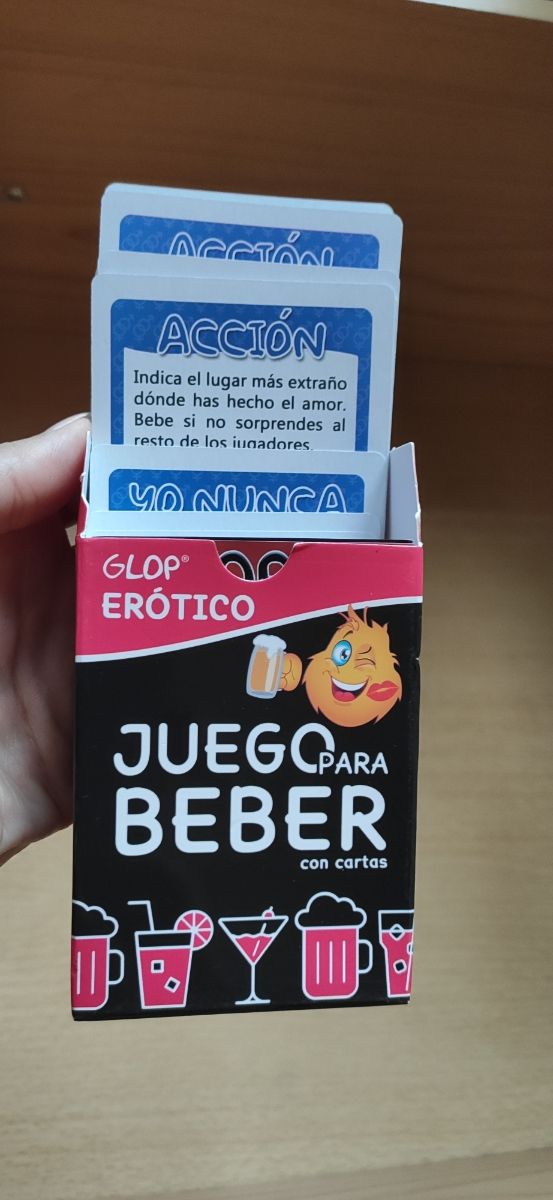 ACCIÓN
ACCIÓN
Indica el lugar más extraño
dónde has hecho el amor.
Bebe si no sorprendes al
resto de los jugadores.
YO NUNCA
GLOP®
ERÓTICO
JUEGO PARA
BEBER
con cartas